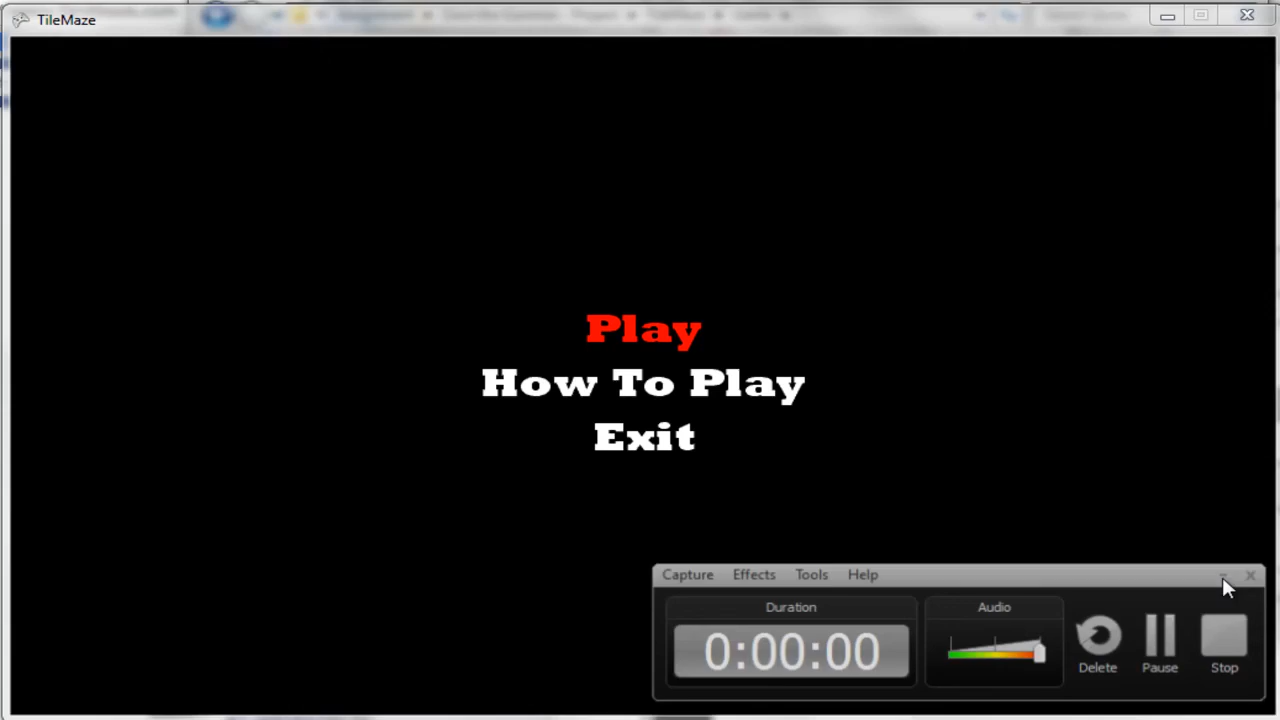 TileMaze
Play
How To Play
Exit
Capture Effects Tools Help
Duration
Audio
0:00:00
Delete
Pause
Stop